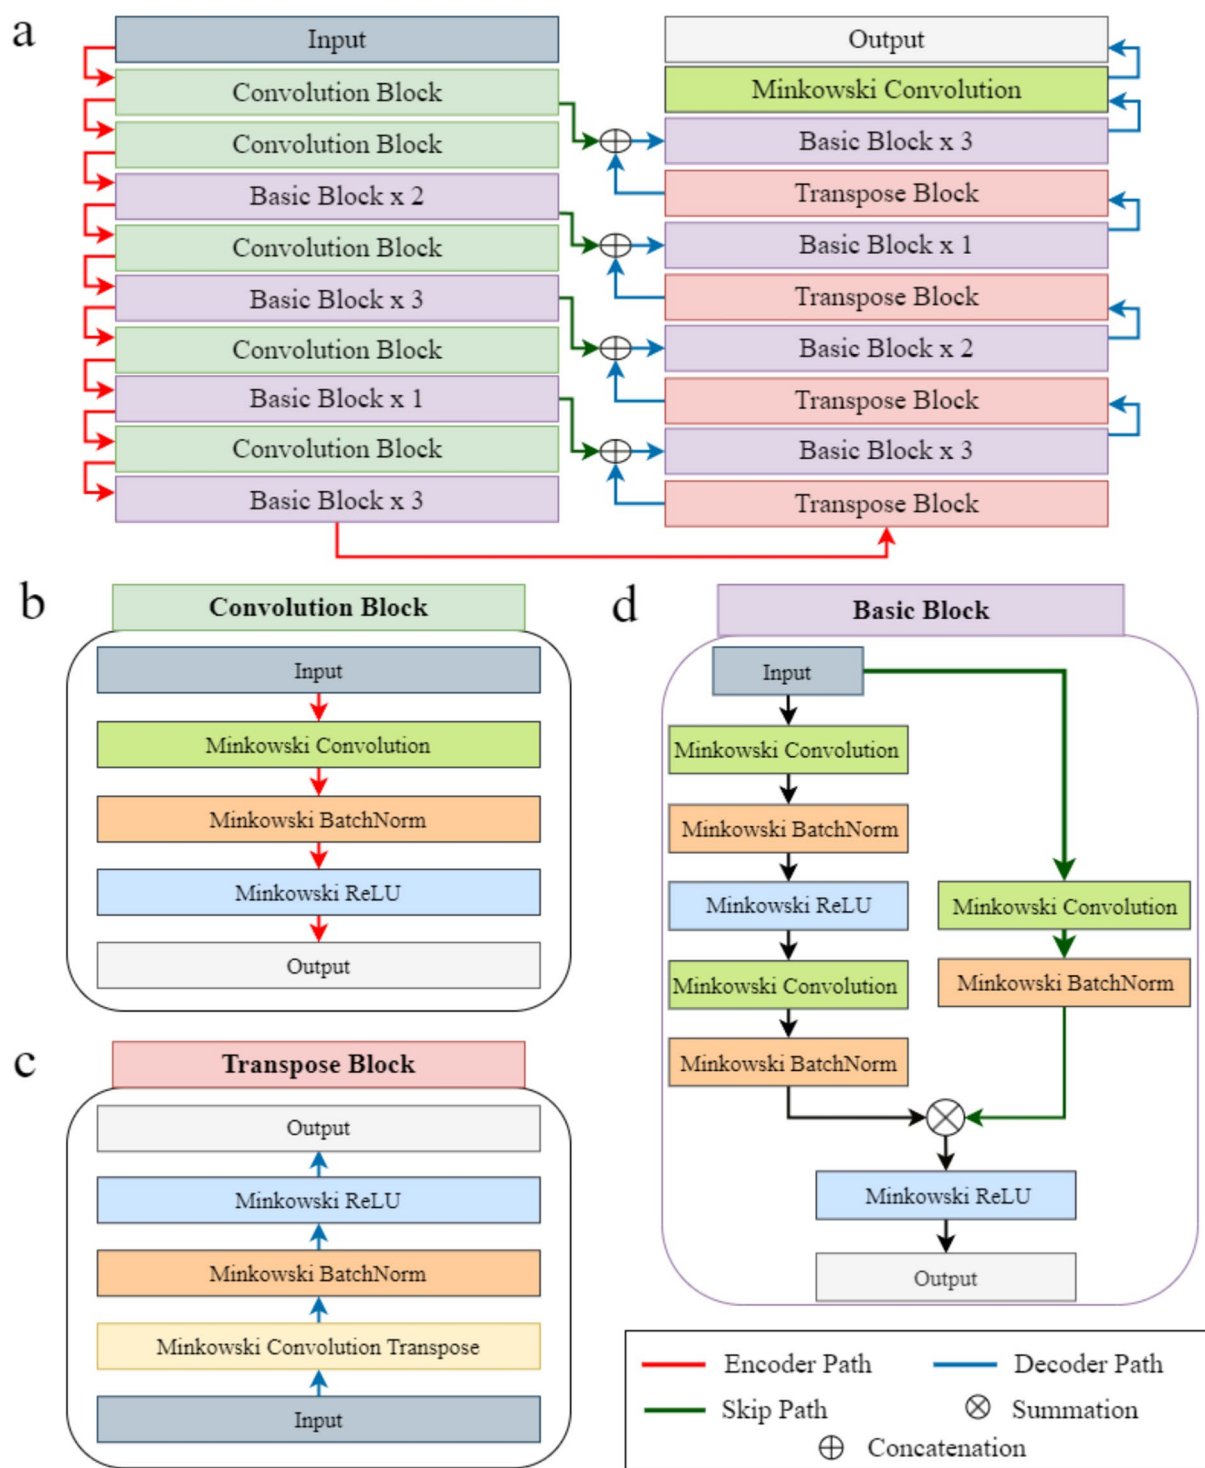 a
Input
Convolution Block
Convolution Block
Basic Block x 2
Convolution Block
Basic Block x 3
Convolution Block
Basic Block x 1
Convolution Block
Basic Block x 3
Output
Minkowski Convolution
Basic Block x 3
Transpose Block
Basic Block x 1
Transpose Block
Basic Block x 2
Transpose Block
Basic Block x 3
Transpose Block
b
Convolution Block
Input
Minkowski Convolution
Minkowski BatchNorm
Minkowski ReLU
Output
c
Transpose Block
Output
Minkowski ReLU
Minkowski BatchNorm
Minkowski Convolution Transpose
Input
d
Basic Block
Input
Minkowski Convolution
Minkowski BatchNorm
Minkowski ReLU
Minkowski Convolution
Minkowski BatchNorm
Minkowski Convolution
Minkowski BatchNorm
Minkowski ReLU
Output
Encoder Path
Decoder Path
Skip Path
Summation
Concatenation